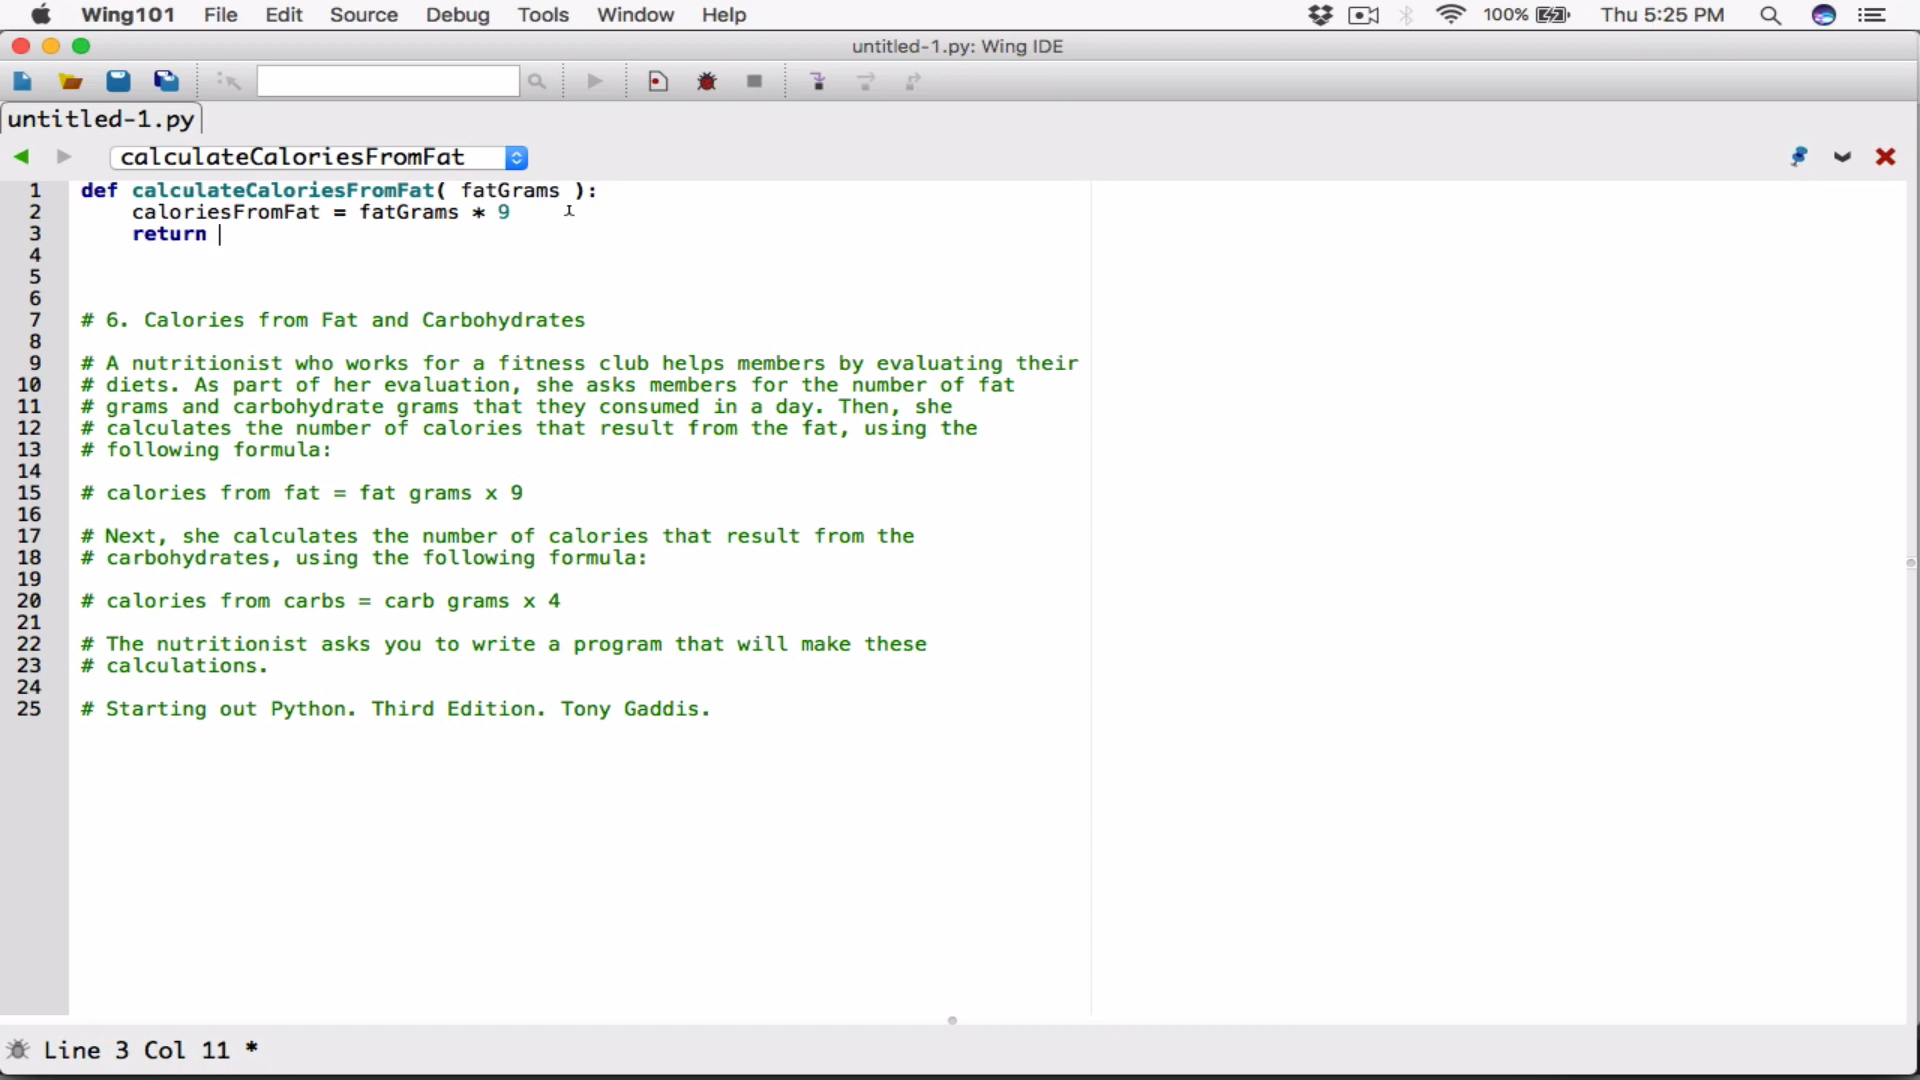 Wing101 File Edit Source Debug Tools Window Help 100% Thu 5:25 PM
untitled-1.py: Wing IDE
untitled-1.py
calculateCaloriesFromFat
1 def calculateCaloriesFromFat( fatGrams ):
2 caloriesFromFat = fatGrams * 9
3 return
4
5
6
7 # 6. Calories from Fat and Carbohydrates
8
9 # A nutritionist who works for a fitness club helps members by evaluating their
10 # diets. As part of her evaluation, she asks members for the number of fat
11 # grams and carbohydrate grams that they consumed in a day. Then, she
12 # calculates the number of calories that result from the fat, using the
13 # following formula:
14
15 # calories from fat = fat grams x 9
16
17 # Next, she calculates the number of calories that result from the
18 # carbohydrates, using the following formula:
19
20 # calories from carbs = carb grams x 4
21
22 # The nutritionist asks you to write a program that will make these
23 # calculations.
24
25 # Starting out Python. Third Edition. Tony Gaddis.
Line 3 Col 11 *